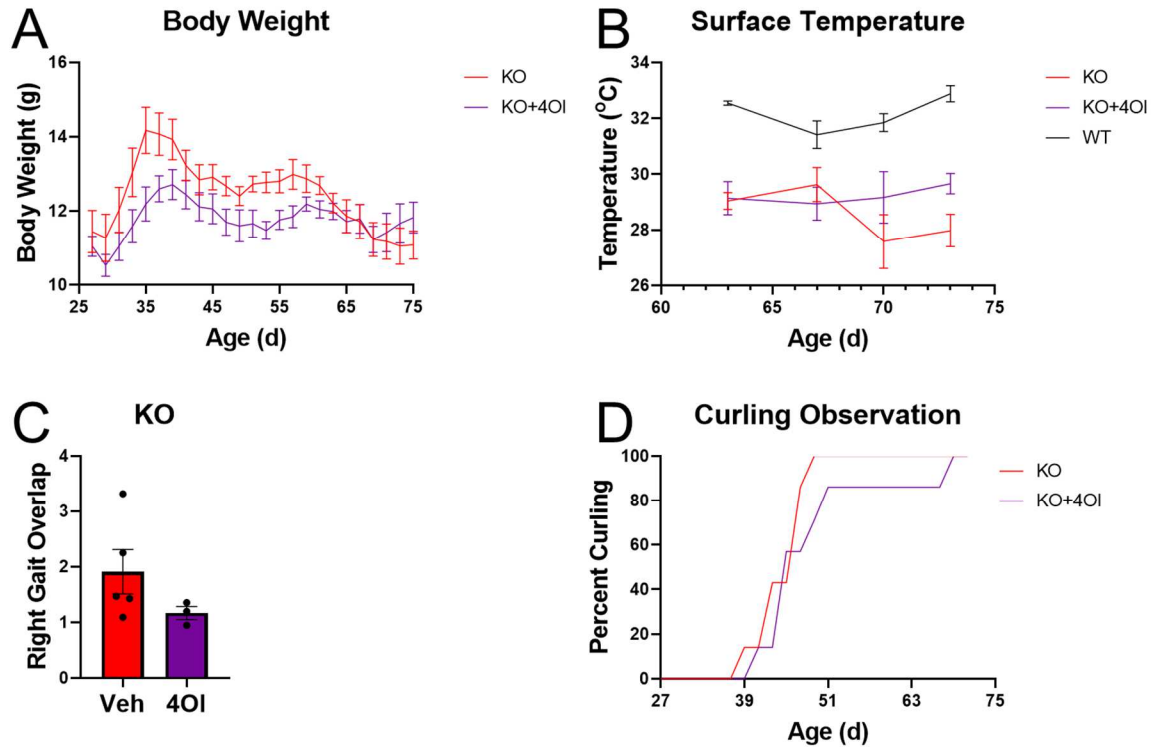 A
Body Weight
16
14
12
10
Body Weight (g)
25
35
45
55
65
75
Age (d)
KO
KO+4OI
B
Surface Temperature
34
32
30
28
26
Temperature (°C)
60
65
70
75
Age (d)
KO
KO+4OI
WT
C
KO
4
3
2
1
0
Right Gait Overlap
Veh
4OI
D
Curling Observation
100
80
60
40
20
0
Percent Curling
27
39
51
63
75
Age (d)
KO
KO+4OI